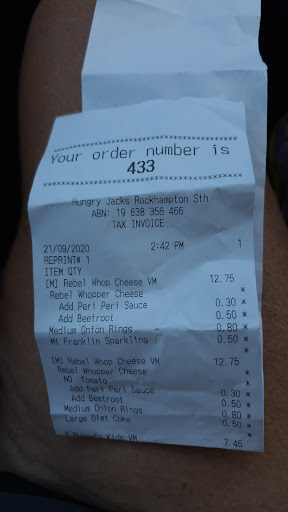 Your order number is
433
Hungry Jacks Rockhampton Sth
ABN: 19 638 356 466
TAX INVOICE
21/09/2020 2:42 PM 1
REPRINT# 1
ITEM QTY
[M] Rebel Whop Cheese VM 12.75
Rebel Whopper Cheese *
Add Peri Peri Sauce 0.30 *
Add Beetroot 0.50 *
Medium Onion Rings 0.80 *
Mt Franklin Sparkling 0.50 *
[M] Rebel Whop Cheese VM 12.75
Rebel Whopper Cheese *
NO Tomato *
Add Peri Peri Sauce 0.30 *
Add Beetroot 0.50 *
Medium Onion Rings 0.80 *
Large Diet Coke 0.50 *
Kids VM 7.45